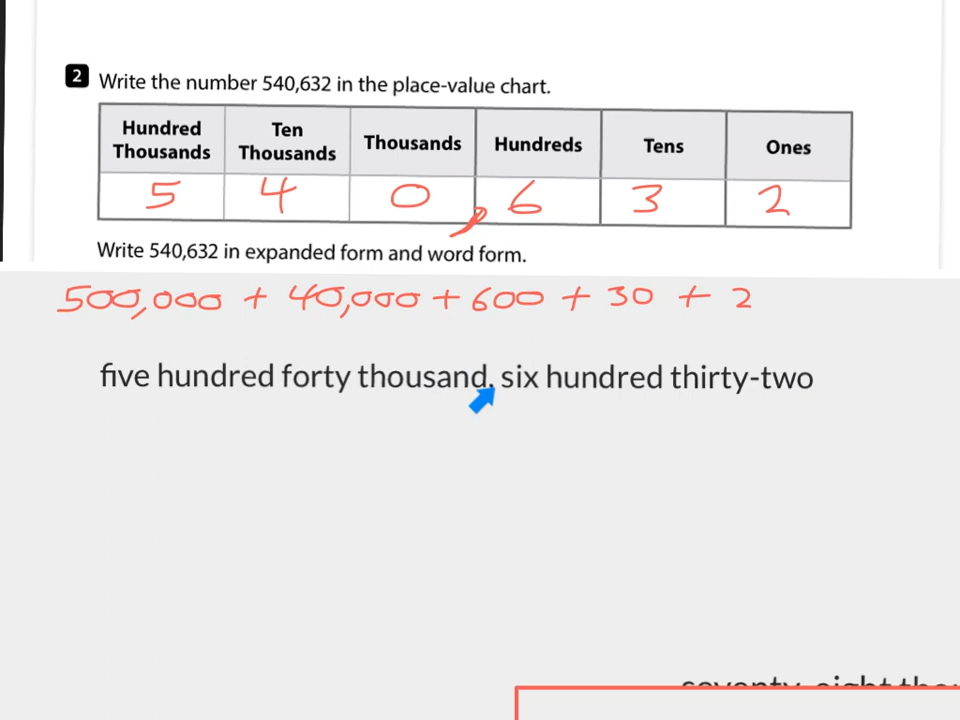 2 Write the number 540,632 in the place-value chart.
Hundred Thousands Ten Thousands Thousands Hundreds Tens Ones
5 4 0 , 6 3 2
Write 540,632 in expanded form and word form.
500,000 + 40,000 + 600 + 30 + 2
five hundred forty thousand, six hundred thirty-two
seventy-eight